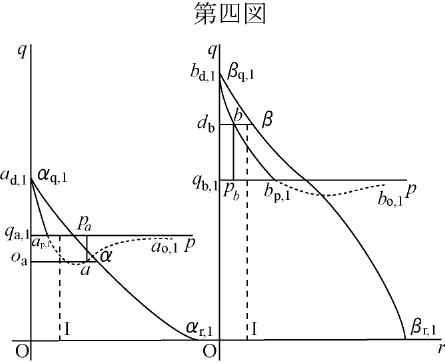 第四図
q
q
b_{d,1}
β_{q,1}
d_b
b
β
a_{d,1}
α_{q,1}
q_{b,1}
p_b
b_{p,1}
b_{o,1}
p
q_{a,1}
a_{p,1}
p_a
a_{o,1}
p
o_a
a
α
I
I
α_{r,1}
β_{r,1}
O
O
r